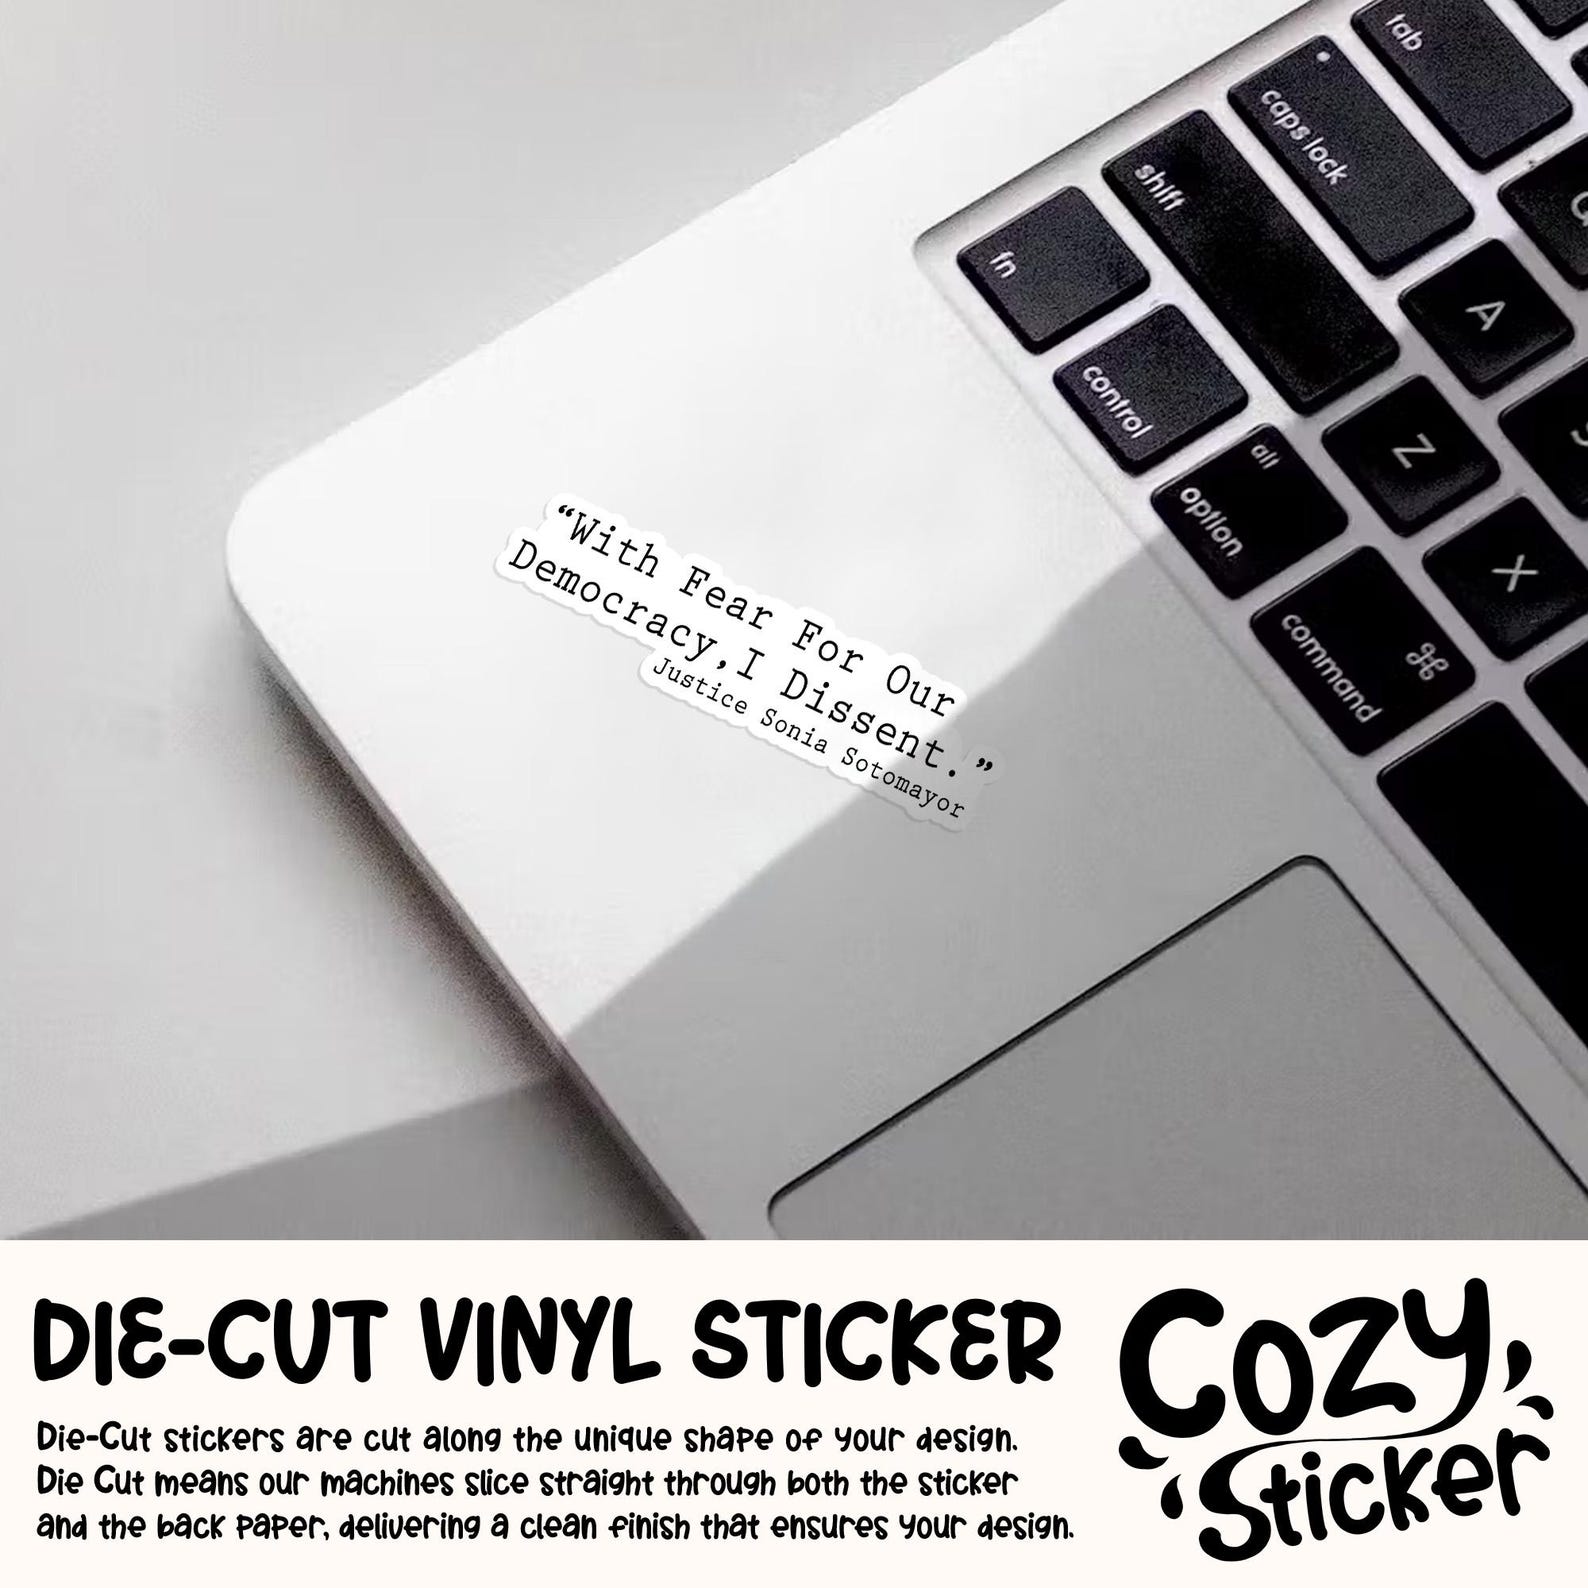 tab
caps lock
shift
fn
A
control
Z
alt
option
X
⌘
command
“With Fear For Our
Democracy,I Dissent.”
Justice Sonia Sotomayor
DIE-CUT VINYL STICKER
Die-Cut stickers are cut along the unique shape of your design.
Die Cut means our machines slice straight through both the sticker
and the back paper, delivering a clean finish that ensures your design.
Cozy
Sticker